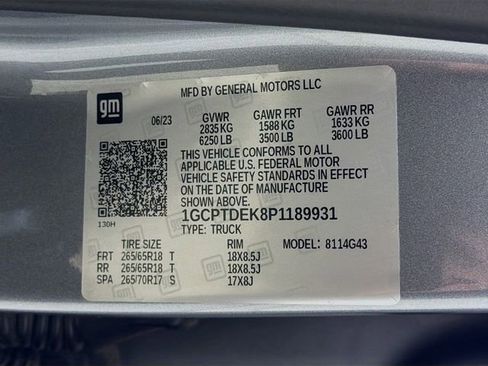 MFD BY GENERAL MOTORS LLC
gm
06/23 GVWR GAWR FRT GAWR RR
2835 KG 1588 KG 1633 KG
6250 LB 3500 LB 3600 LB
THIS VEHICLE CONFORMS TO ALL
APPLICABLE U.S. FEDERAL MOTOR
VEHICLE SAFETY STANDARDS IN EFFECT
ON THE DATE OF MANUFACTURE
SHOWN ABOVE.
1GCPTDEK8P1189931
130H
TYPE: TRUCK
TIRE SIZE RIM MODEL: 8114G43
FRT 265/65R18 T 18X8.5J
RR 265/65R18 T 18X8.5J
SPA 265/70R17 S 17X8J